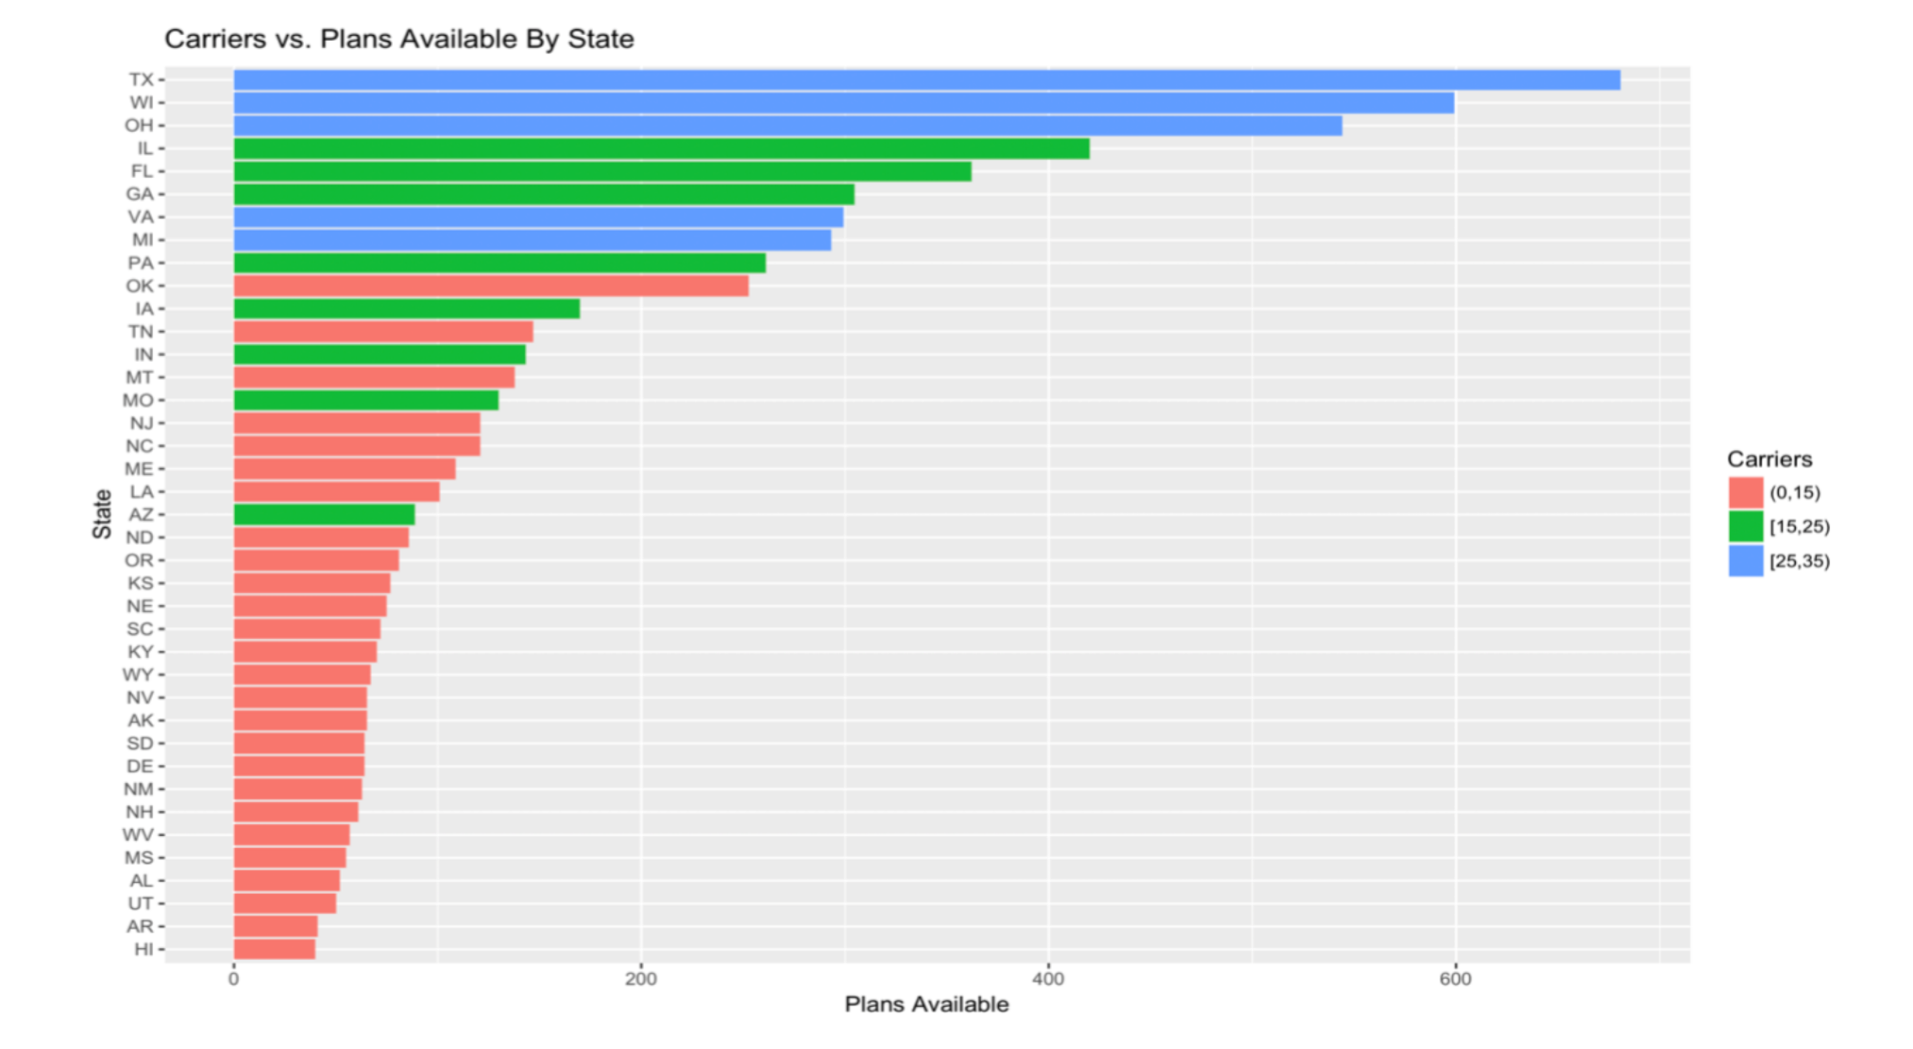 Carriers vs. Plans Available By State
TX
WI
OH
IL
FL
GA
VA
MI
PA
OK
IA
TN
IN
MT
MO
NJ
NC
ME
LA
AZ
ND
OR
KS
NE
SC
KY
WY
NV
AK
SD
DE
NM
NH
WV
MS
AL
UT
AR
HI
State
0 200 400 600
Plans Available
Carriers
(0,15)
[15,25)
[25,35)